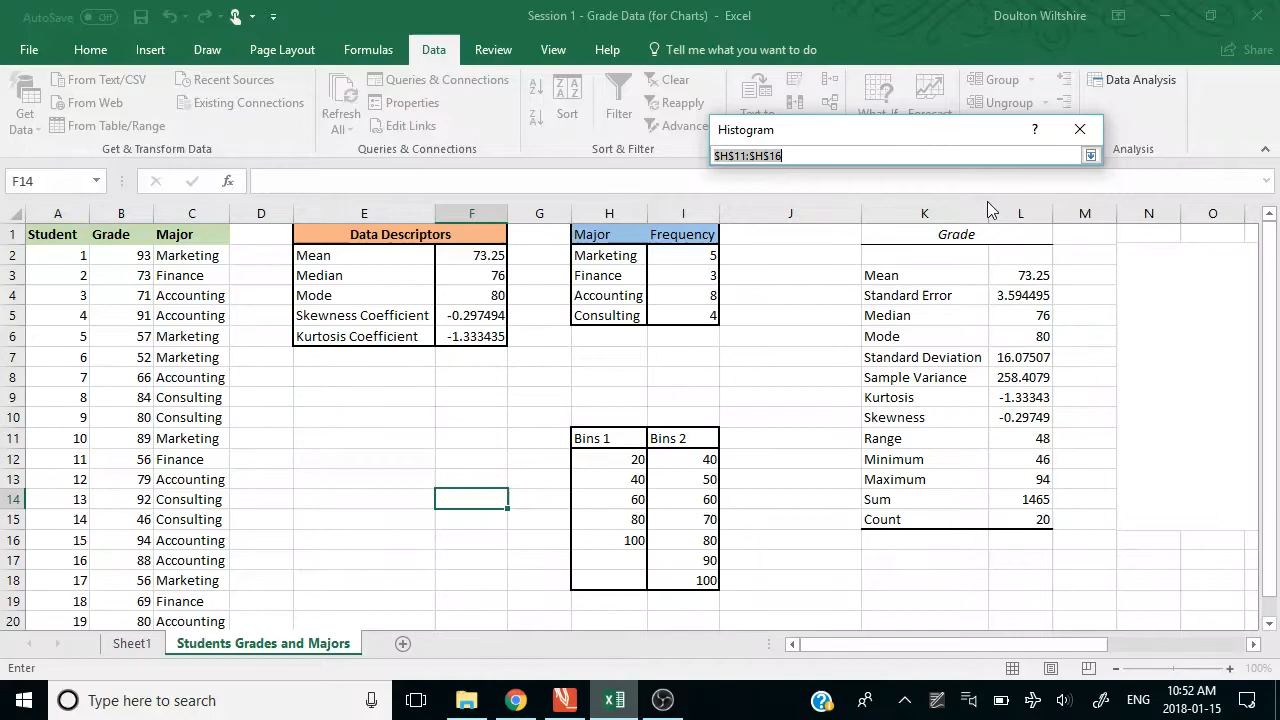 AutoSave Off
Session 1 - Grade Data (for Charts) - Excel
Doulton Wiltshire
File Home Insert Draw Page Layout Formulas Data Review View Help Tell me what you want to do Share
Get Data
From Text/CSV
From Web
From Table/Range
Recent Sources
Existing Connections
Get & Transform Data
Refresh All
Queries & Connections
Properties
Edit Links
Queries & Connections
Sort
Filter
Clear
Reapply
Advanced
Sort & Filter
Text to
What-If
Forecast
Group
Ungroup
Data Analysis
Analysis
Histogram ?
$H$11:$H$16
F14 fx
A B C D E F G H I J K L M N O
1 Student Grade Major Data Descriptors Major Frequency Grade
2 1 93 Marketing Mean 73.25 Marketing 5
3 2 73 Finance Median 76 Finance 3 Mean 73.25
4 3 71 Accounting Mode 80 Accounting 8 Standard Error 3.594495
5 4 91 Accounting Skewness Coefficient -0.297494 Consulting 4 Median 76
6 5 57 Marketing Kurtosis Coefficient -1.333435 Mode 80
7 6 52 Marketing Standard Deviation 16.07507
8 7 66 Accounting Sample Variance 258.4079
9 8 84 Consulting Kurtosis -1.33343
10 9 80 Consulting Skewness -0.29749
11 10 89 Marketing Bins 1 Bins 2 Range 48
12 11 56 Finance 20 40 Minimum 46
13 12 79 Accounting 40 50 Maximum 94
14 13 92 Consulting 60 60 Sum 1465
15 14 46 Consulting 80 70 Count 20
16 15 94 Accounting 100 80
17 16 88 Accounting 90
18 17 56 Marketing 100
19 18 69 Finance
20 19 80 Accounting
Sheet1 Students Grades and Majors
Enter 100%
Type here to search
ENG
10:52 AM
2018-01-15